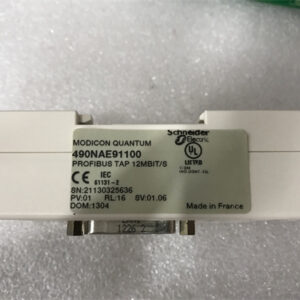 Schneider
Electric
MODICON QUANTUM
490NAE91100
PROFIBUS TAP 12MBIT/S
CE IEC
61131-2
UL
SN:21130325636
PV:01 RL:16 SV:01.06
DOM:1304
Made in France